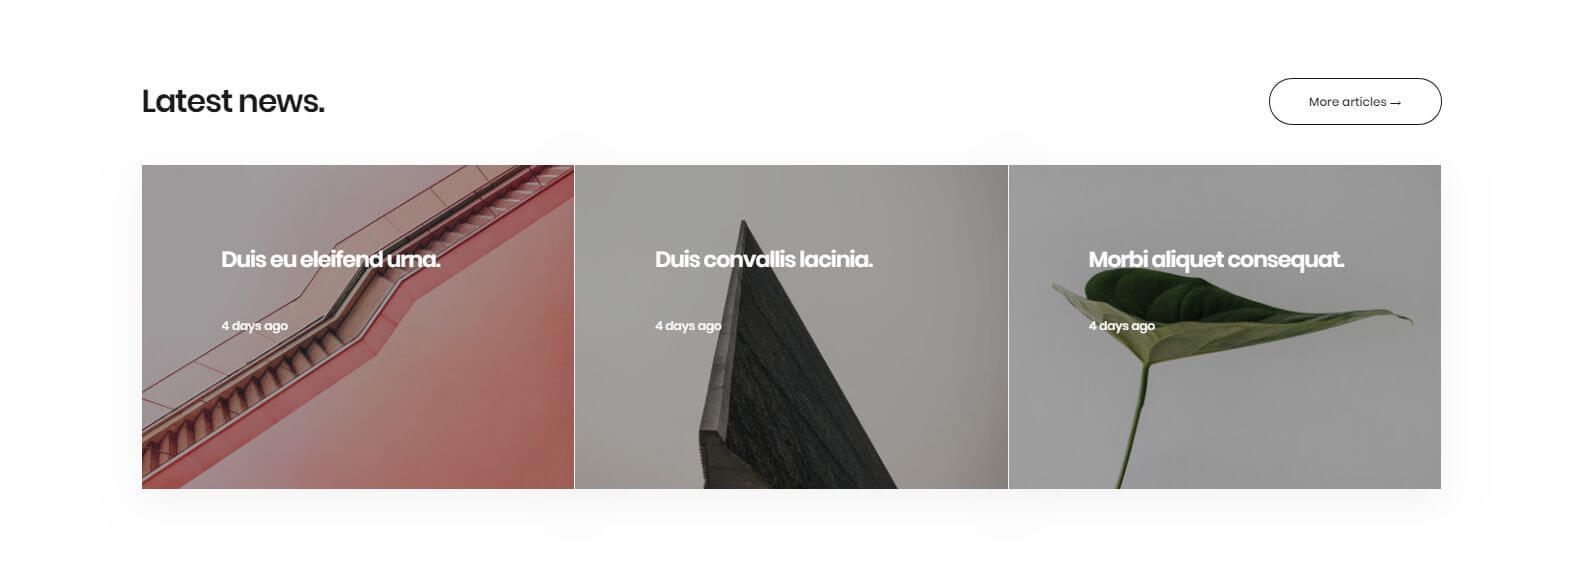 Latest news.
More articles →
Duis eu eleifend urna.
4 days ago
Duis convallis lacinia.
4 days ago
Morbi aliquet consequat.
4 days ago